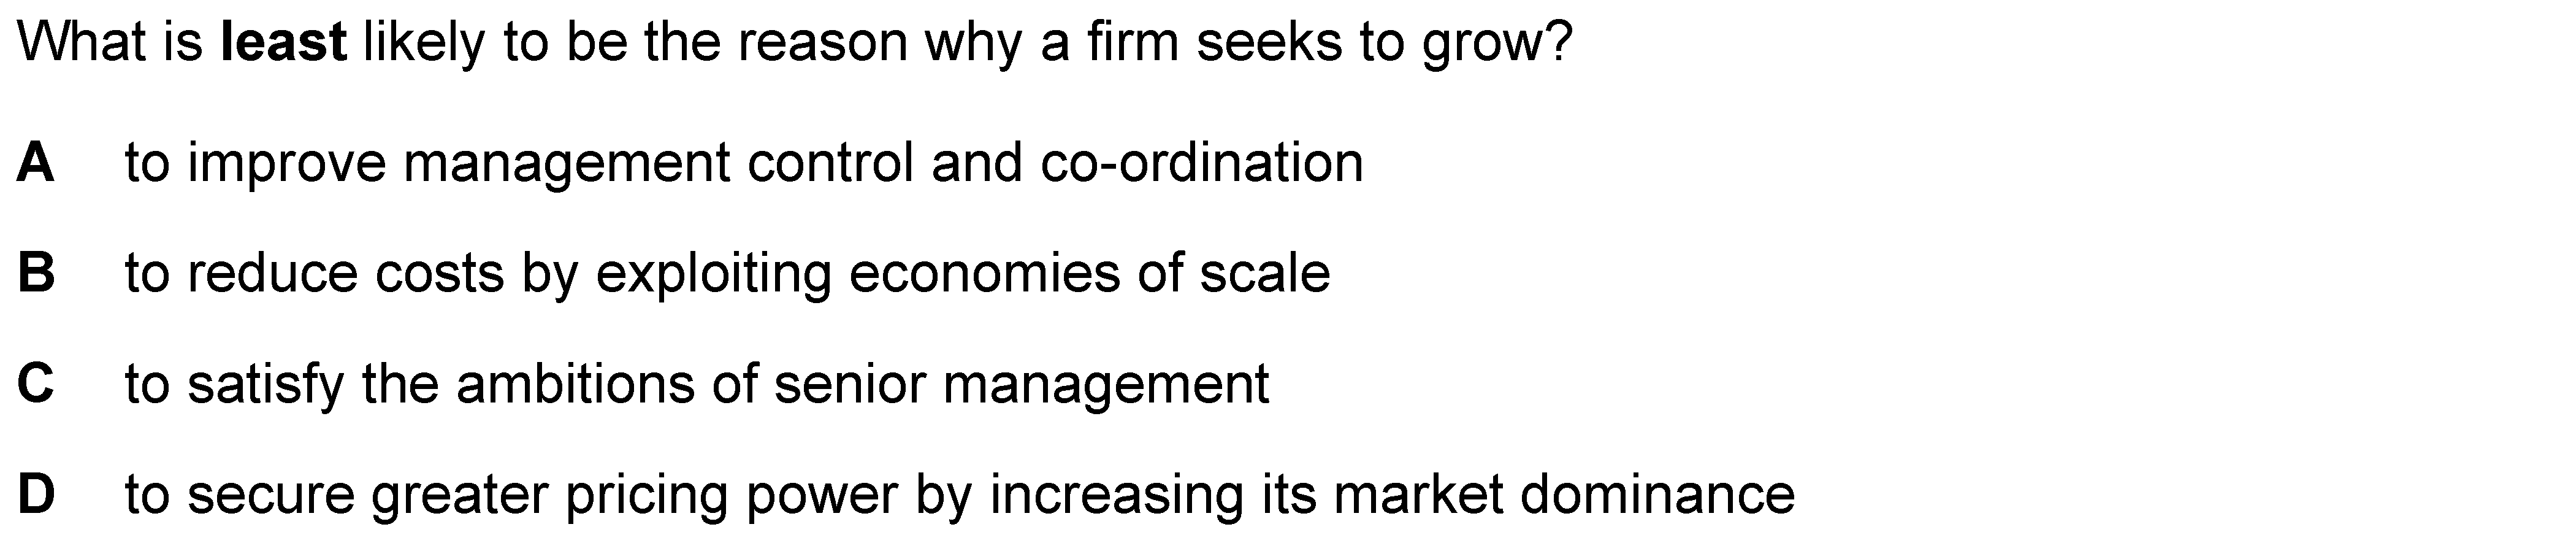 What is least likely to be the reason why a firm seeks to grow?
A to improve management control and co-ordination
B to reduce costs by exploiting economies of scale
C to satisfy the ambitions of senior management
D to secure greater pricing power by increasing its market dominance